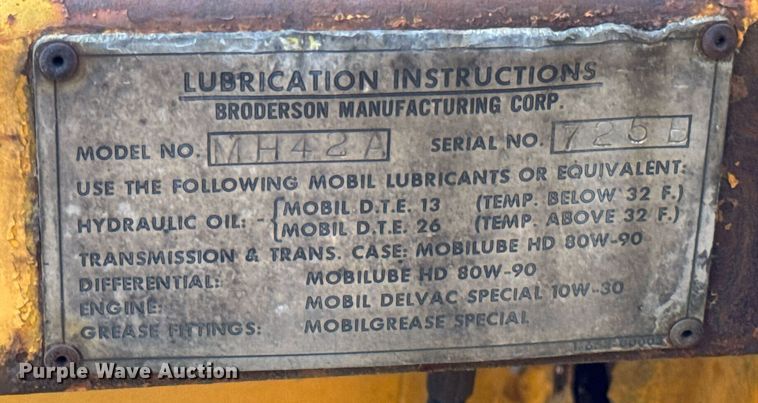 LUBRICATION INSTRUCTIONS
BRODERSON MANUFACTURING CORP.
MODEL NO. MH42A SERIAL NO.
USE THE FOLLOWING MOBIL LUBRICANTS OR EQUIVALENT:
HYDRAULIC OIL: - { MOBIL D.T.E. 13 (TEMP. BELOW 32 F.)
MOBIL D.T.E. 26 (TEMP. ABOVE 32 F.)
TRANSMISSION & TRANS. CASE: MOBILUBE HD 80W-90
DIFFERENTIAL: MOBILUBE HD 80W-90
ENGINE: MOBIL DELVAC SPECIAL 10W-30
GREASE FITTINGS: MOBILGREASE SPECIAL
Purple Wave Auction